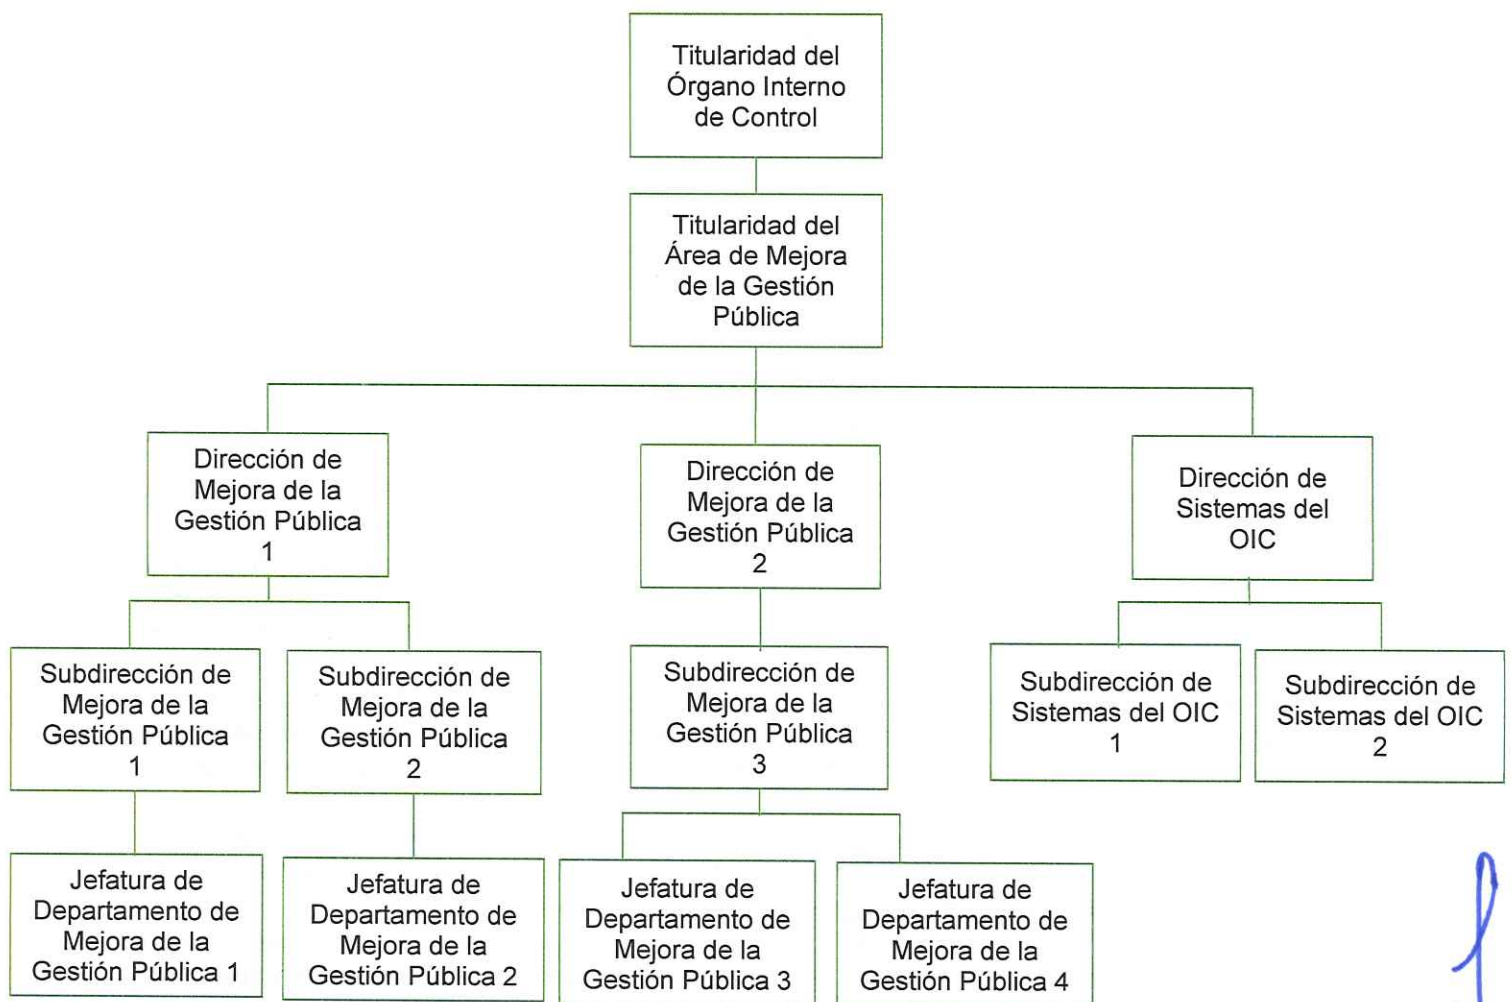 Titularidad del
Órgano Interno
de Control
Titularidad del
Área de Mejora
de la Gestión
Pública
Dirección de
Mejora de la
Gestión Pública
1
Dirección de
Mejora de la
Gestión Pública
2
Dirección de
Sistemas del
OIC
Subdirección de
Mejora de la
Gestión Pública
1
Subdirección de
Mejora de la
Gestión Pública
2
Subdirección de
Mejora de la
Gestión Pública
3
Subdirección de
Sistemas del OIC
1
Subdirección de
Sistemas del OIC
2
Jefatura de
Departamento de
Mejora de la
Gestión Pública 1
Jefatura de
Departamento de
Mejora de la
Gestión Pública 2
Jefatura de
Departamento de
Mejora de la
Gestión Pública 3
Jefatura de
Departamento de
Mejora de la
Gestión Pública 4